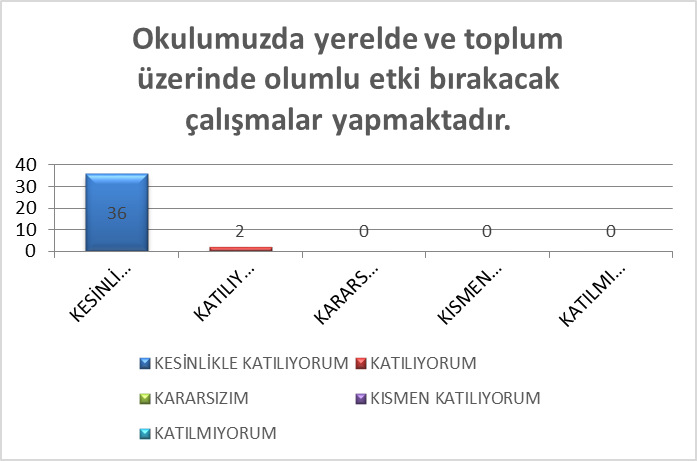 Okulumuzda yerelde ve toplum
üzerinde olumlu etki bırakacak
çalışmalar yapmaktadır.
40
30
20
10
0
36
2
0
0
0
KESİNLİ...
KATILIY...
KARARS...
KISMEN...
KATILMI...
KESİNLİKLE KATILIYORUM
KATILIYORUM
KARARSIZIM
KISMEN KATILIYORUM
KATILMIYORUM